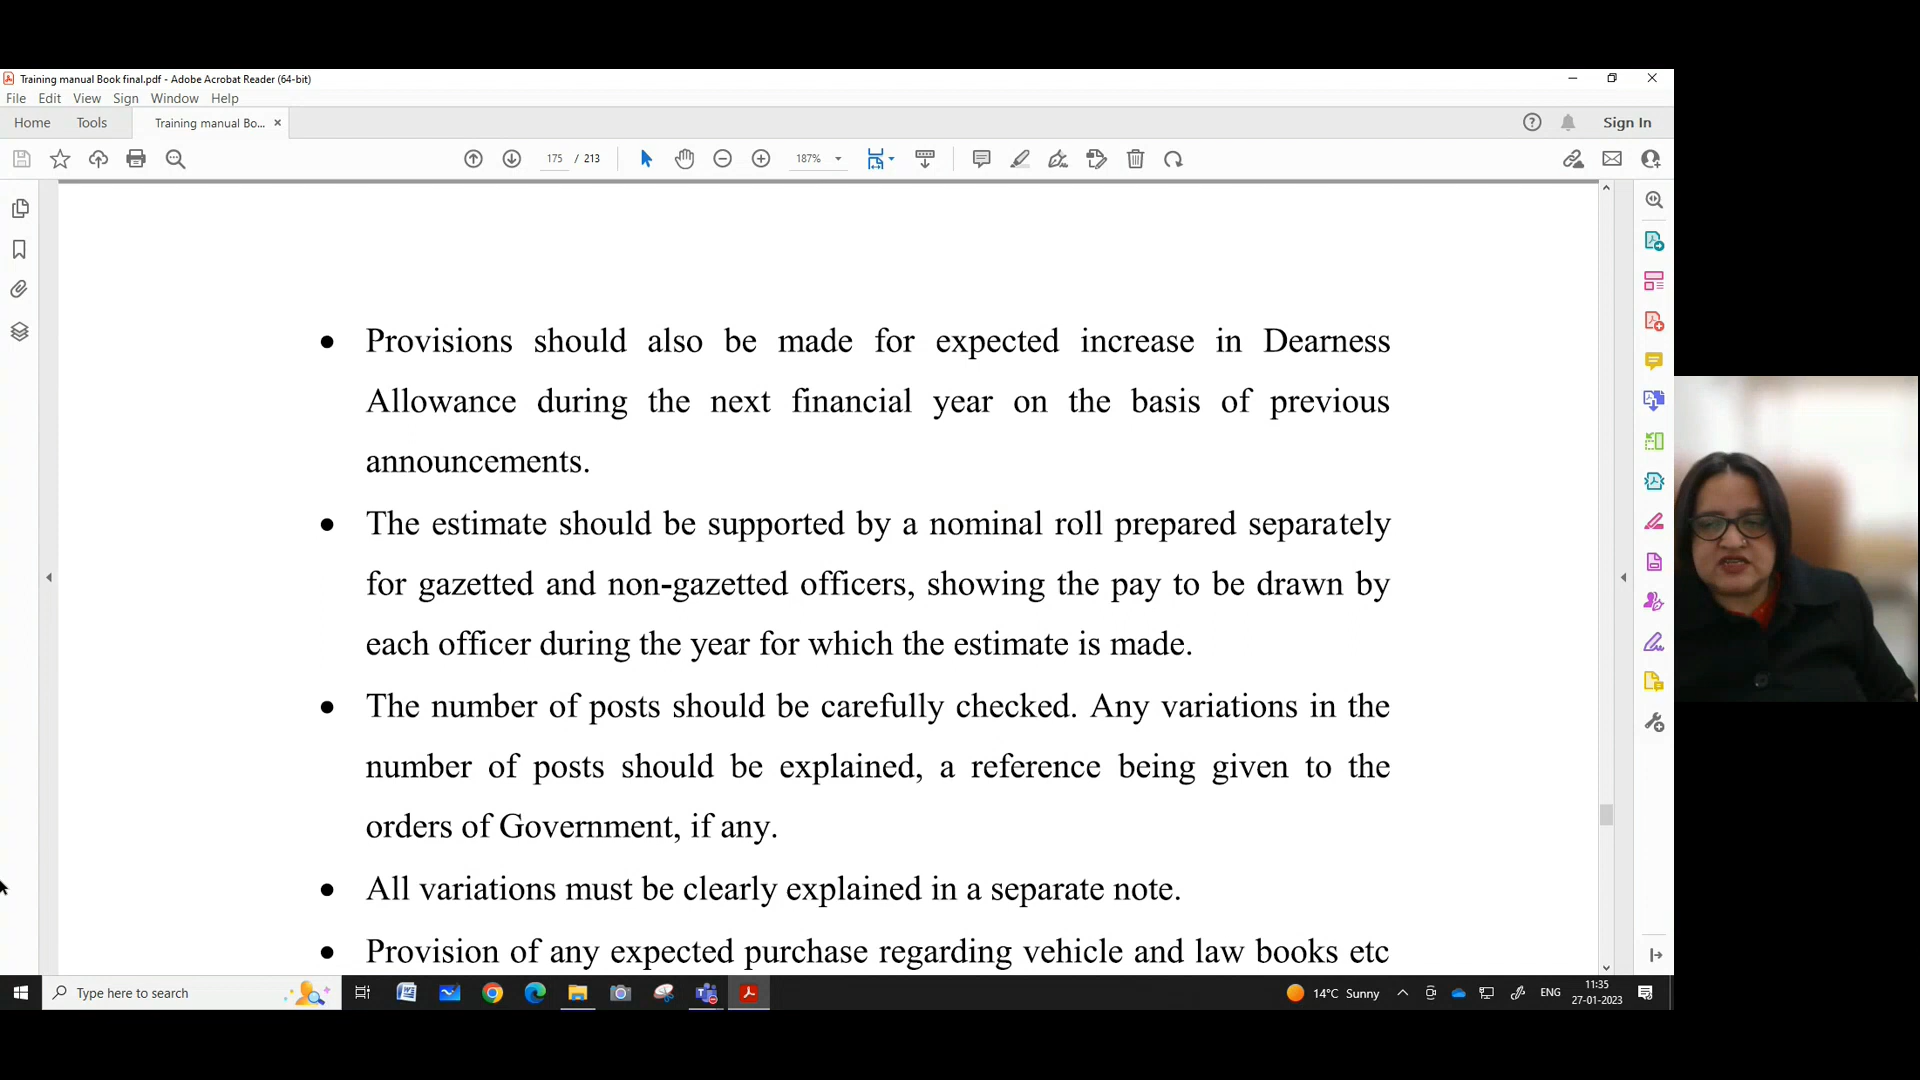 Training manual Book final.pdf - Adobe Acrobat Reader (64-bit)
File Edit View Sign Window Help
Home Tools Training manual Bo... × Sign In
175 / 213 187%
• Provisions should also be made for expected increase in Dearness
Allowance during the next financial year on the basis of previous
announcements.
• The estimate should be supported by a nominal roll prepared separately
for gazetted and non-gazetted officers, showing the pay to be drawn by
each officer during the year for which the estimate is made.
• The number of posts should be carefully checked. Any variations in the
number of posts should be explained, a reference being given to the
orders of Government, if any.
• All variations must be clearly explained in a separate note.
• Provision of any expected purchase regarding vehicle and law books etc
Type here to search 14°C Sunny ENG 11:35
27-01-2023